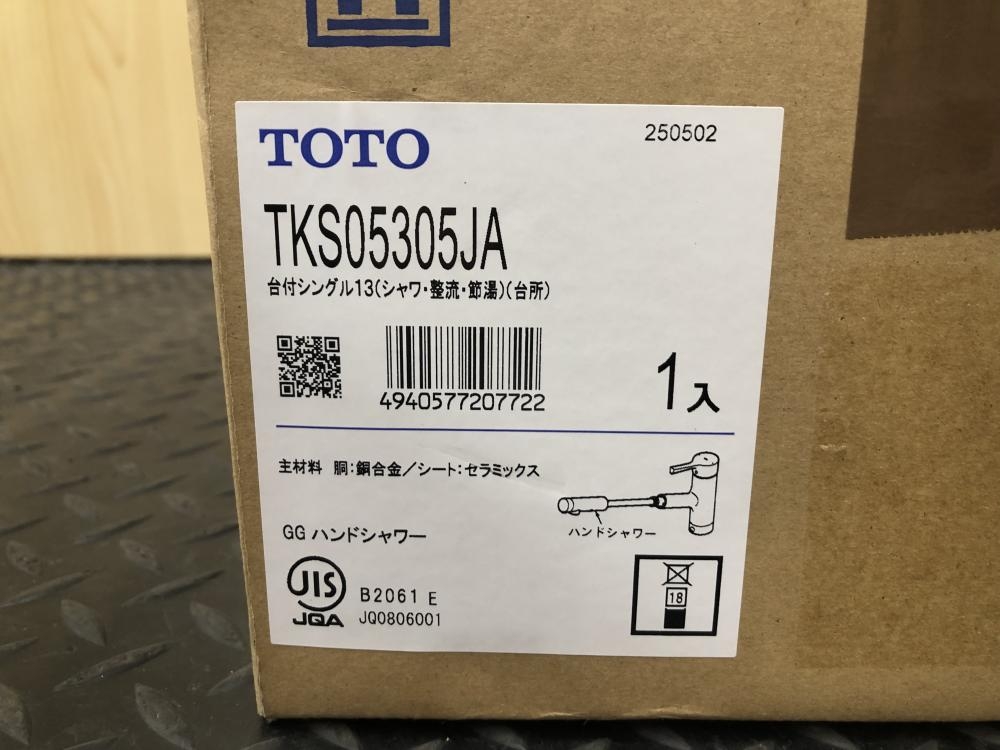 TOTO
250502
TKS05305JA
台付シングル13(シャワ・整流・節湯)(台所)
4940577207722
1入
主材料 胴:銅合金/シート:セラミックス
ハンドシャワー
GG ハンドシャワー
JIS
JQA
B2061 E
JQ0806001
18